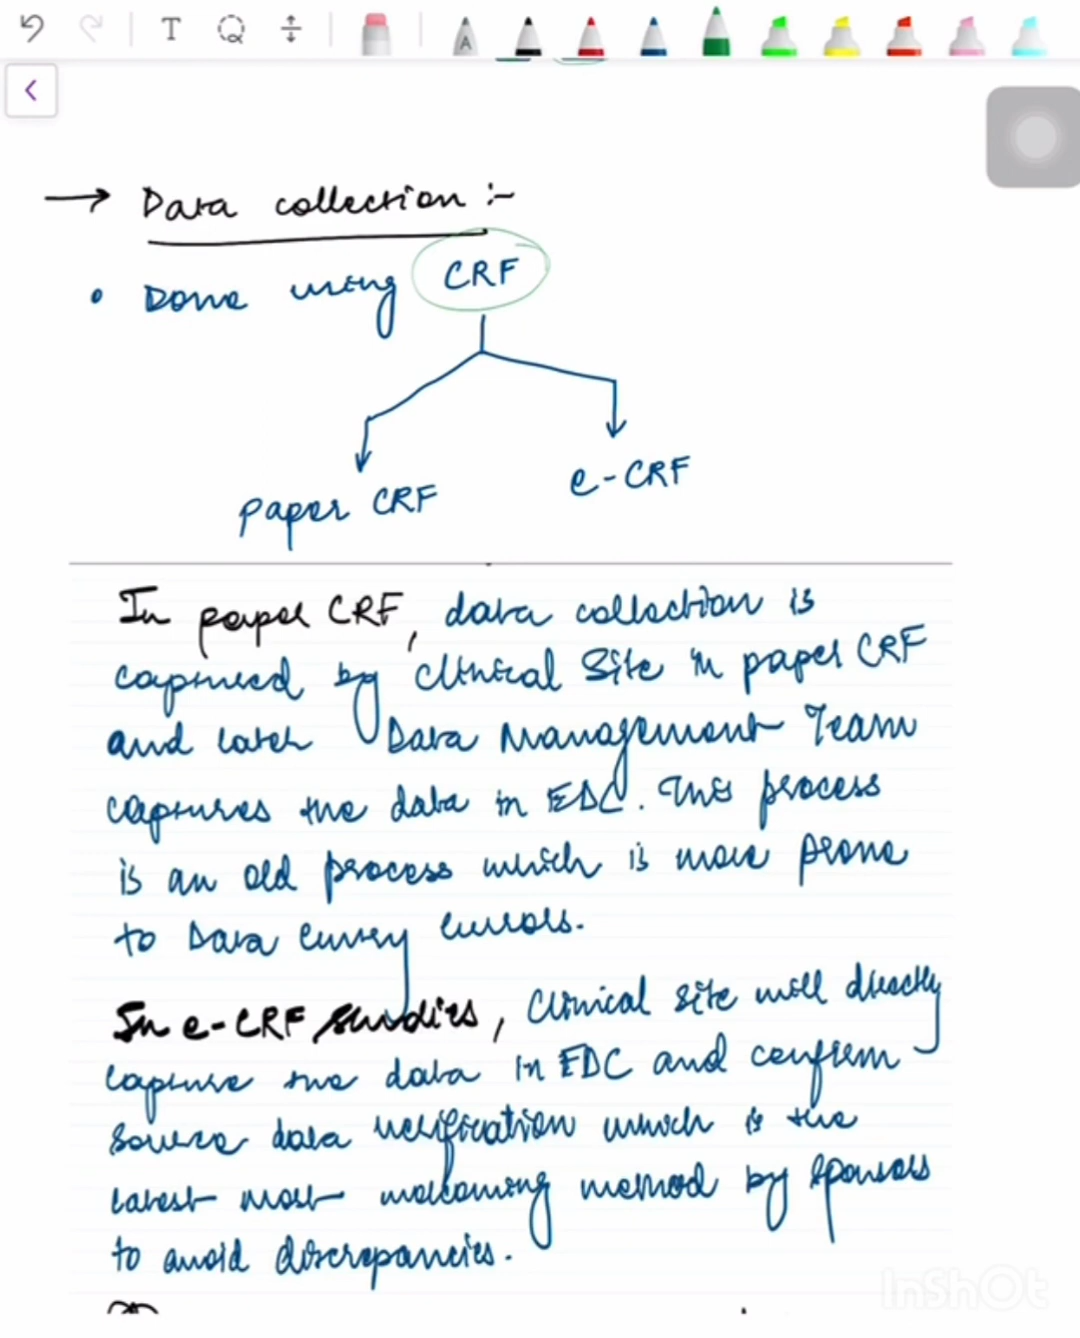 T
A
→ Data collection :-
• Done using CRF
Paper CRF
e-CRF
In paper CRF, data collection is
captured by clinical site in paper CRF
and later Data Management Team
captures the data in EDC. This process
is an old process which is more prone
to Data entry errors.
In e-CRF studies, Clinical site will directly
capture the data in EDC and confirm
source data verification which is the
latest most welcoming method by sponsors
to avoid discrepancies.
InShOt